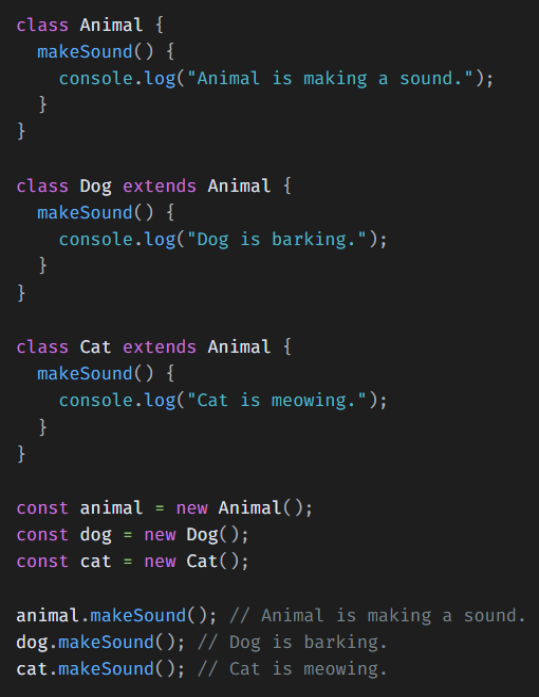 class Animal {
  makeSound() {
    console.log("Animal is making a sound.");
  }
}

class Dog extends Animal {
  makeSound() {
    console.log("Dog is barking.");
  }
}

class Cat extends Animal {
  makeSound() {
    console.log("Cat is meowing.");
  }
}

const animal = new Animal();
const dog = new Dog();
const cat = new Cat();

animal.makeSound(); // Animal is making a sound.
dog.makeSound(); // Dog is barking.
cat.makeSound(); // Cat is meowing.